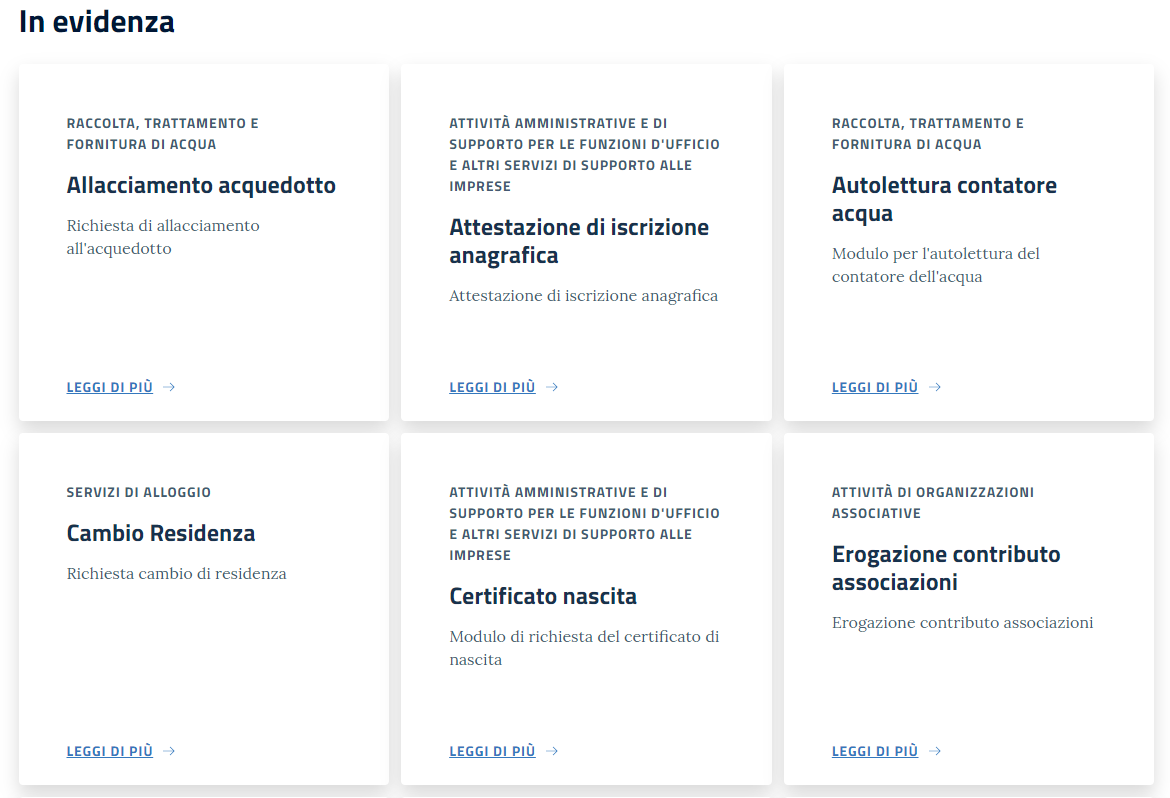 In evidenza
RACCOLTA, TRATTAMENTO E
FORNITURA DI ACQUA
Allacciamento acquedotto
Richiesta di allacciamento
all'acquedotto
LEGGI DI PIÙ
ATTIVITÀ AMMINISTRATIVE E DI
SUPPORTO PER LE FUNZIONI D'UFFICIO
E ALTRI SERVIZI DI SUPPORTO ALLE
IMPRESE
Attestazione di iscrizione
anagrafica
Attestazione di iscrizione anagrafica
LEGGI DI PIÙ
RACCOLTA, TRATTAMENTO E
FORNITURA DI ACQUA
Autolettura contatore
acqua
Modulo per l'autolettura del
contatore dell'acqua
LEGGI DI PIÙ
SERVIZI DI ALLOGGIO
Cambio Residenza
Richiesta cambio di residenza
LEGGI DI PIÙ
ATTIVITÀ AMMINISTRATIVE E DI
SUPPORTO PER LE FUNZIONI D'UFFICIO
E ALTRI SERVIZI DI SUPPORTO ALLE
IMPRESE
Certificato nascita
Modulo di richiesta del certificato di
nascita
LEGGI DI PIÙ
ATTIVITÀ DI ORGANIZZAZIONI
ASSOCIATIVE
Erogazione contributo
associazioni
Erogazione contributo associazioni
LEGGI DI PIÙ